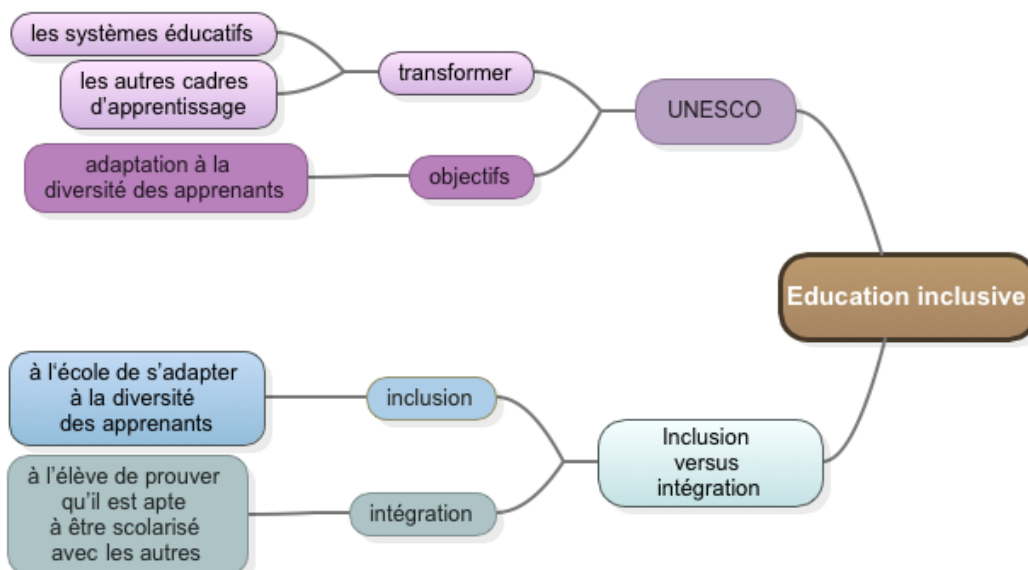 les systèmes éducatifs
les autres cadres
d'apprentissage
transformer
UNESCO
adaptation à la
diversité des apprenants
objectifs
Education inclusive
à l‘école de s’adapter
à la diversité
des apprenants
inclusion
Inclusion
versus
intégration
à l’élève de prouver
qu’il est apte
à être scolarisé
avec les autres
intégration